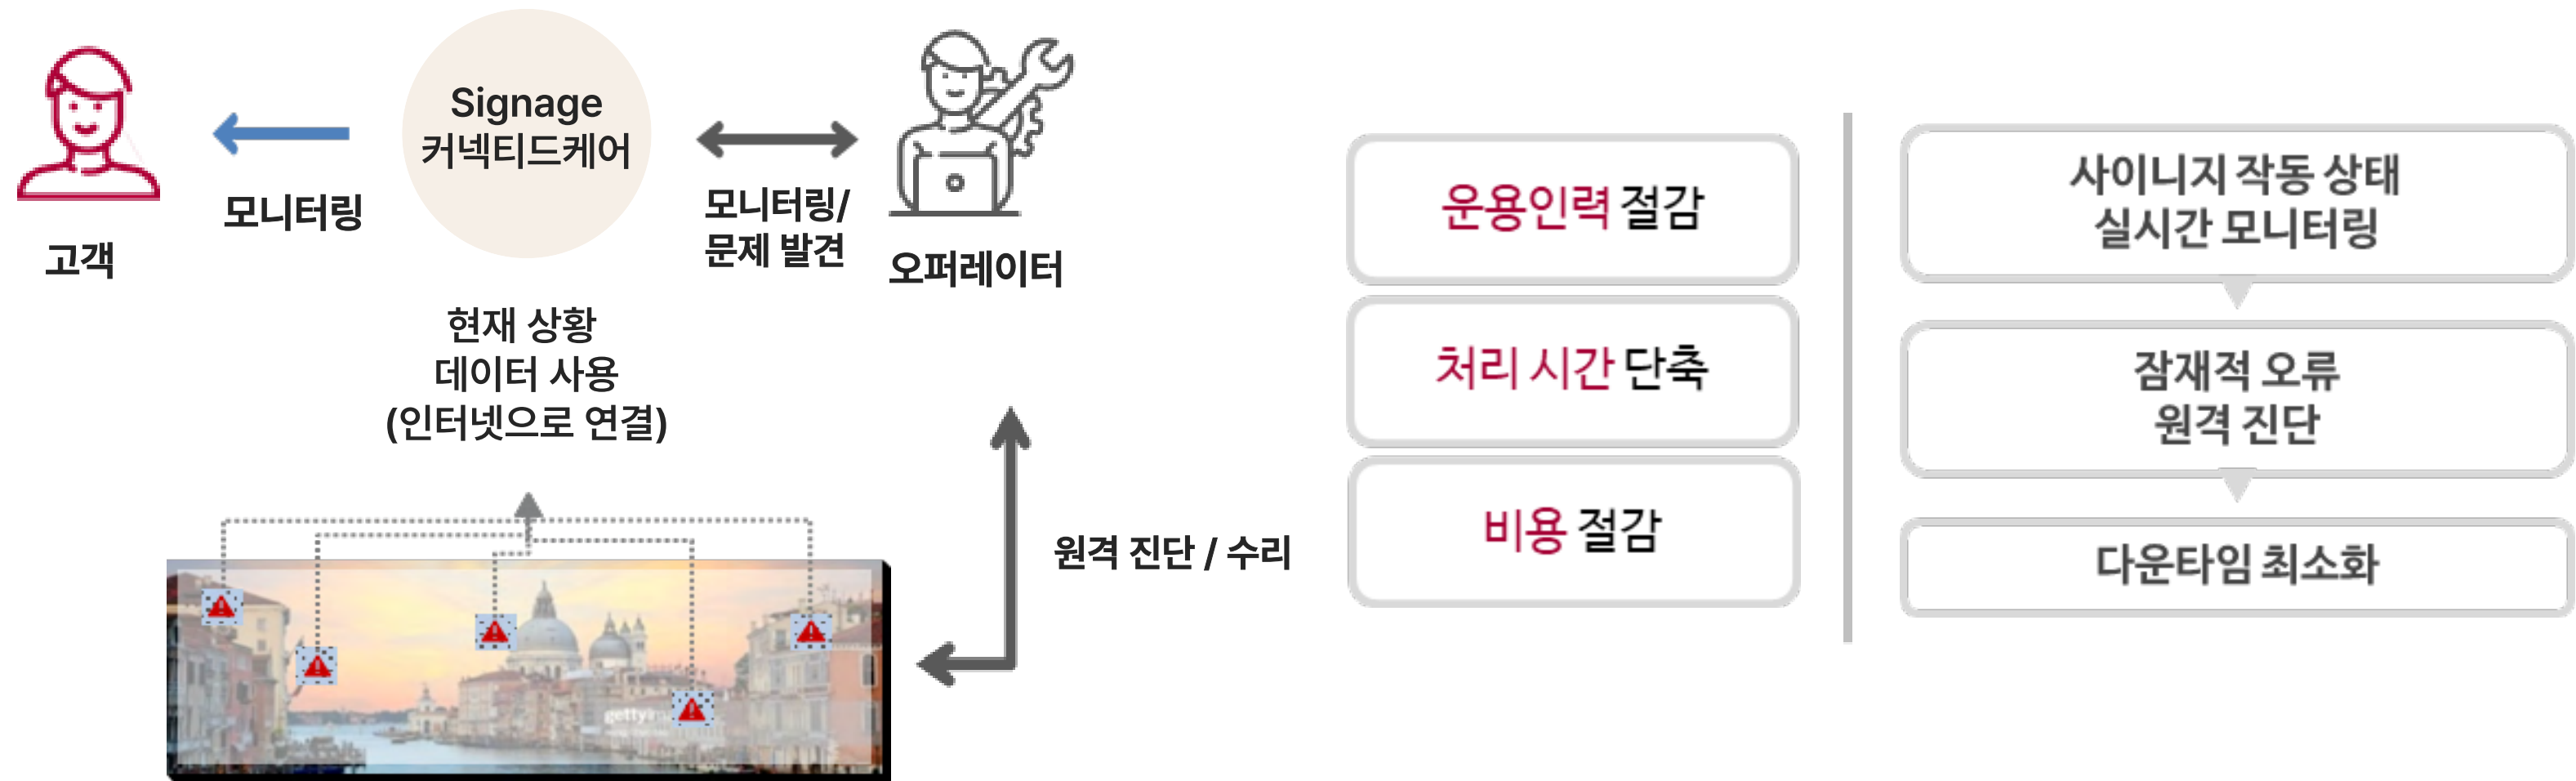 Signage
커넥티드케어
모니터링
고객
모니터링/
문제 발견
오퍼레이터
현재 상황
데이터 사용
(인터넷으로 연결)
원격 진단 / 수리
gettyim
운용인력 절감
처리 시간 단축
비용 절감
사이니지 작동 상태
실시간 모니터링
잠재적 오류
원격 진단
다운타임 최소화